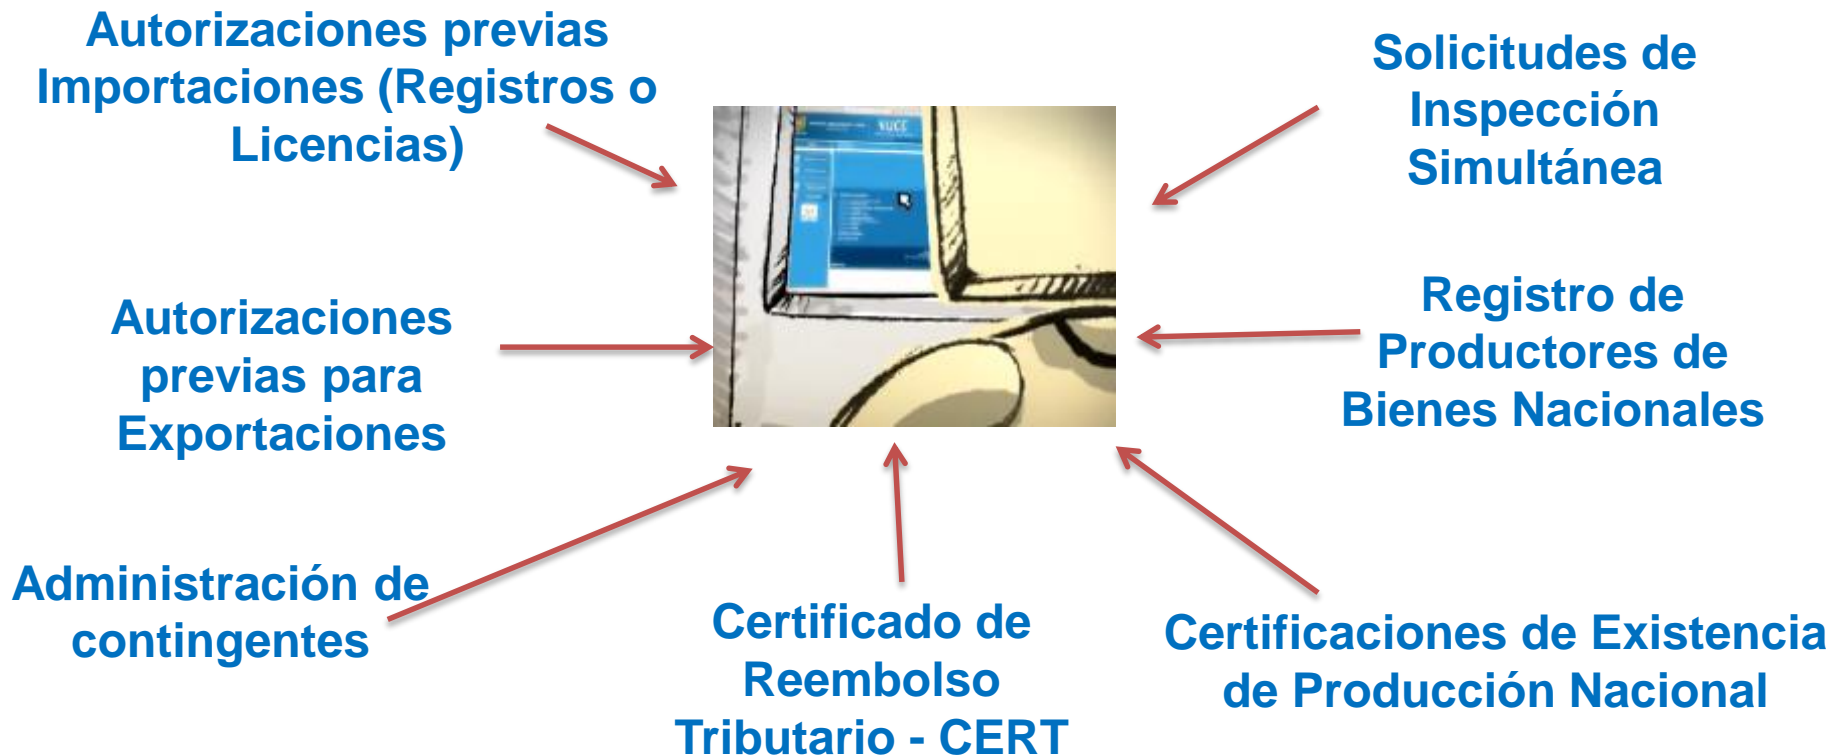 Autorizaciones previas
Importaciones (Registros o
Licencias)
Solicitudes de
Inspección
Simultánea
VUCE
Autorizaciones
previas para
Exportaciones
Registro de
Productores de
Bienes Nacionales
Administración de
contingentes
Certificado de
Reembolso
Tributario - CERT
Certificaciones de Existencia
de Producción Nacional